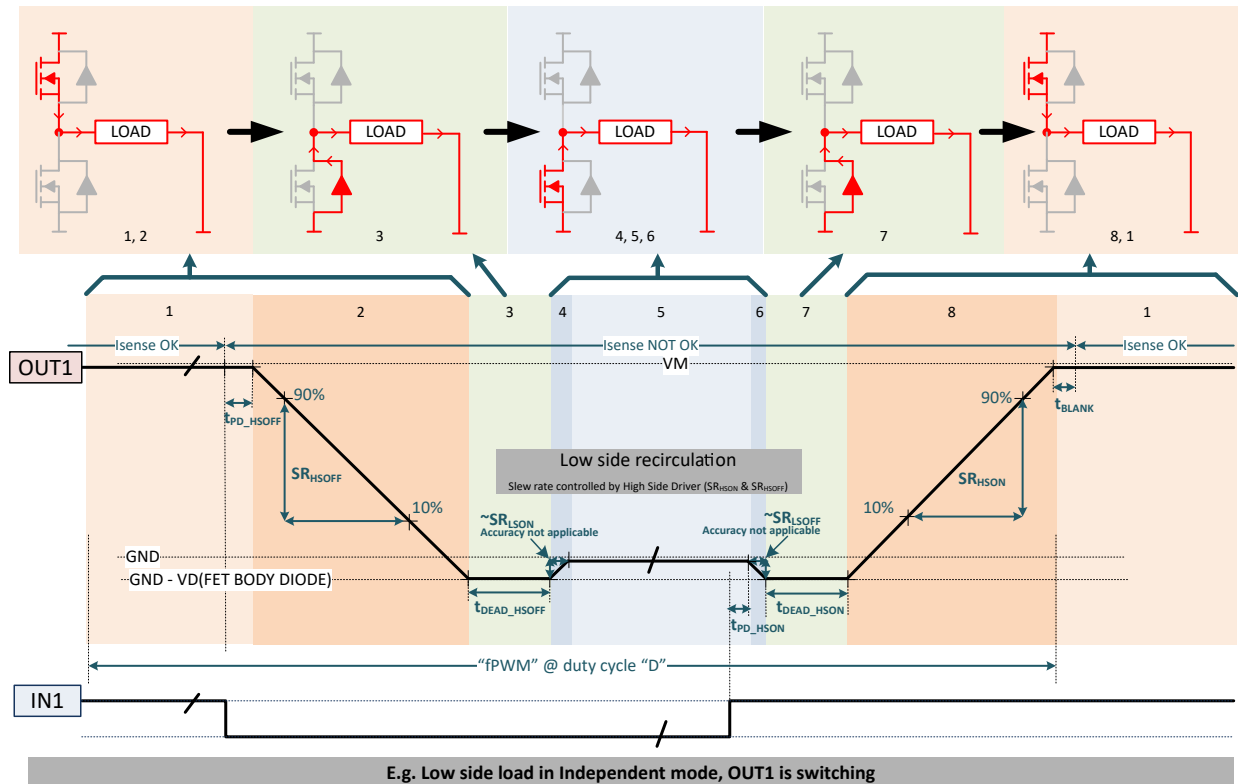 LOAD
LOAD
LOAD
LOAD
LOAD
1, 2
3
4, 5, 6
7
8, 1
1
2
3
4
5
6
7
8
1
Isense OK
Isense NOT OK
Isense OK
OUT1
VM
90%
90%
tPD_HSOFF
tBLANK
SRHSOFF
Low side recirculation
Slew rate controlled by High Side Driver (SRHSON & SRHSOFF)
SRHSON
10%
10%
~SRLSON
Accuracy not applicable
~SRLSOFF
Accuracy not applicable
GND
GND - VD(FET BODY DIODE)
tDEAD_HSOFF
tDEAD_HSON
tPD_HSON
“fPWM” @ duty cycle “D”
IN1
E.g. Low side load in Independent mode, OUT1 is switching